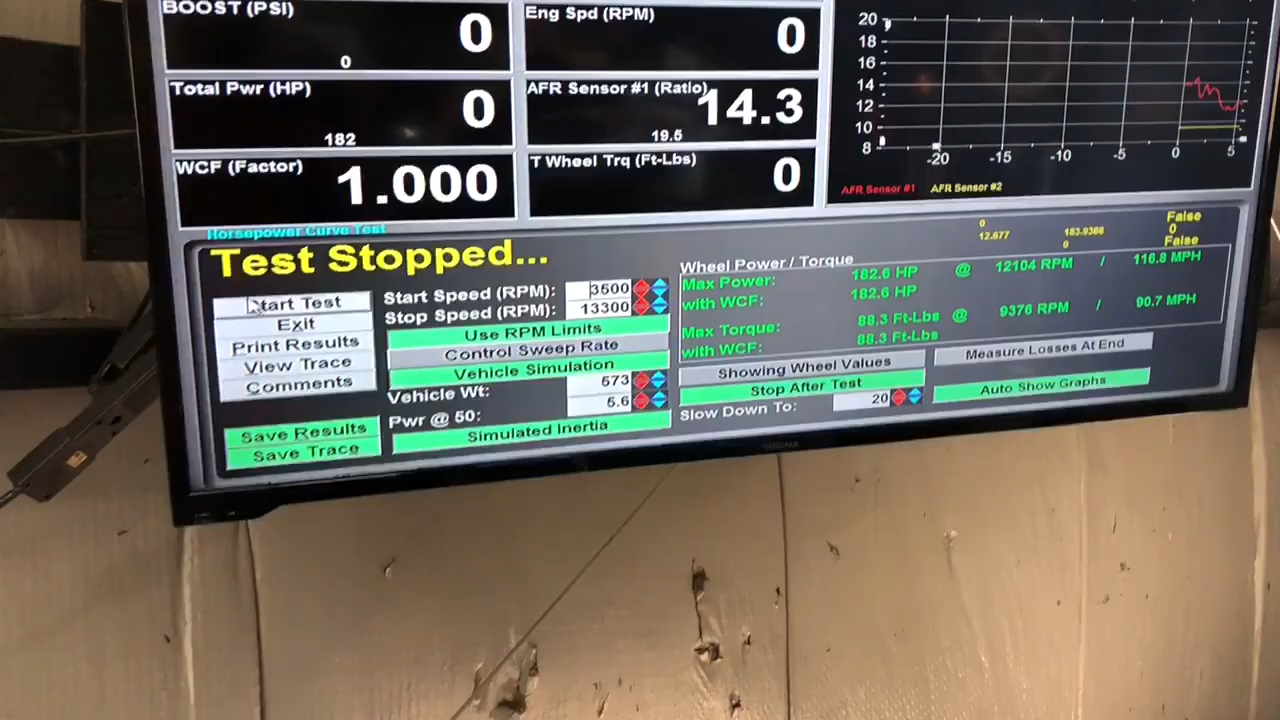 BOOST (PSI)
0
0
Eng Spd (RPM)
0
Total Pwr (HP)
0
182
AFR Sensor #1 (Ratio)
14.3
19.5
WCF (Factor)
1.000
T Wheel Trq (Ft-Lbs)
0
20
18
16
14
12
10
8
-20 -15 -10 -5 0 5
AFR Sensor #1 AFR Sensor #2
Horsepower Curve Test
Test Stopped...
0
12.877
183.9366
0
False
0
False
Start Test
Exit
Print Results
View Trace
Comments
Save Results
Save Trace
Start Speed (RPM): 3500
Stop Speed (RPM): 13300
Use RPM Limits
Control Sweep Rate
Vehicle Simulation
Vehicle Wt: 573
Pwr @ 50: 5.6
Simulated Inertia
Wheel Power / Torque
Max Power: 182.6 HP @ 12104 RPM / 116.8 MPH
with WCF: 182.6 HP
Max Torque: 88.3 Ft-Lbs @ 9376 RPM / 90.7 MPH
with WCF: 88.3 Ft-Lbs
Showing Wheel Values
Measure Losses At End
Stop After Test
Auto Show Graphs
Slow Down To: 20